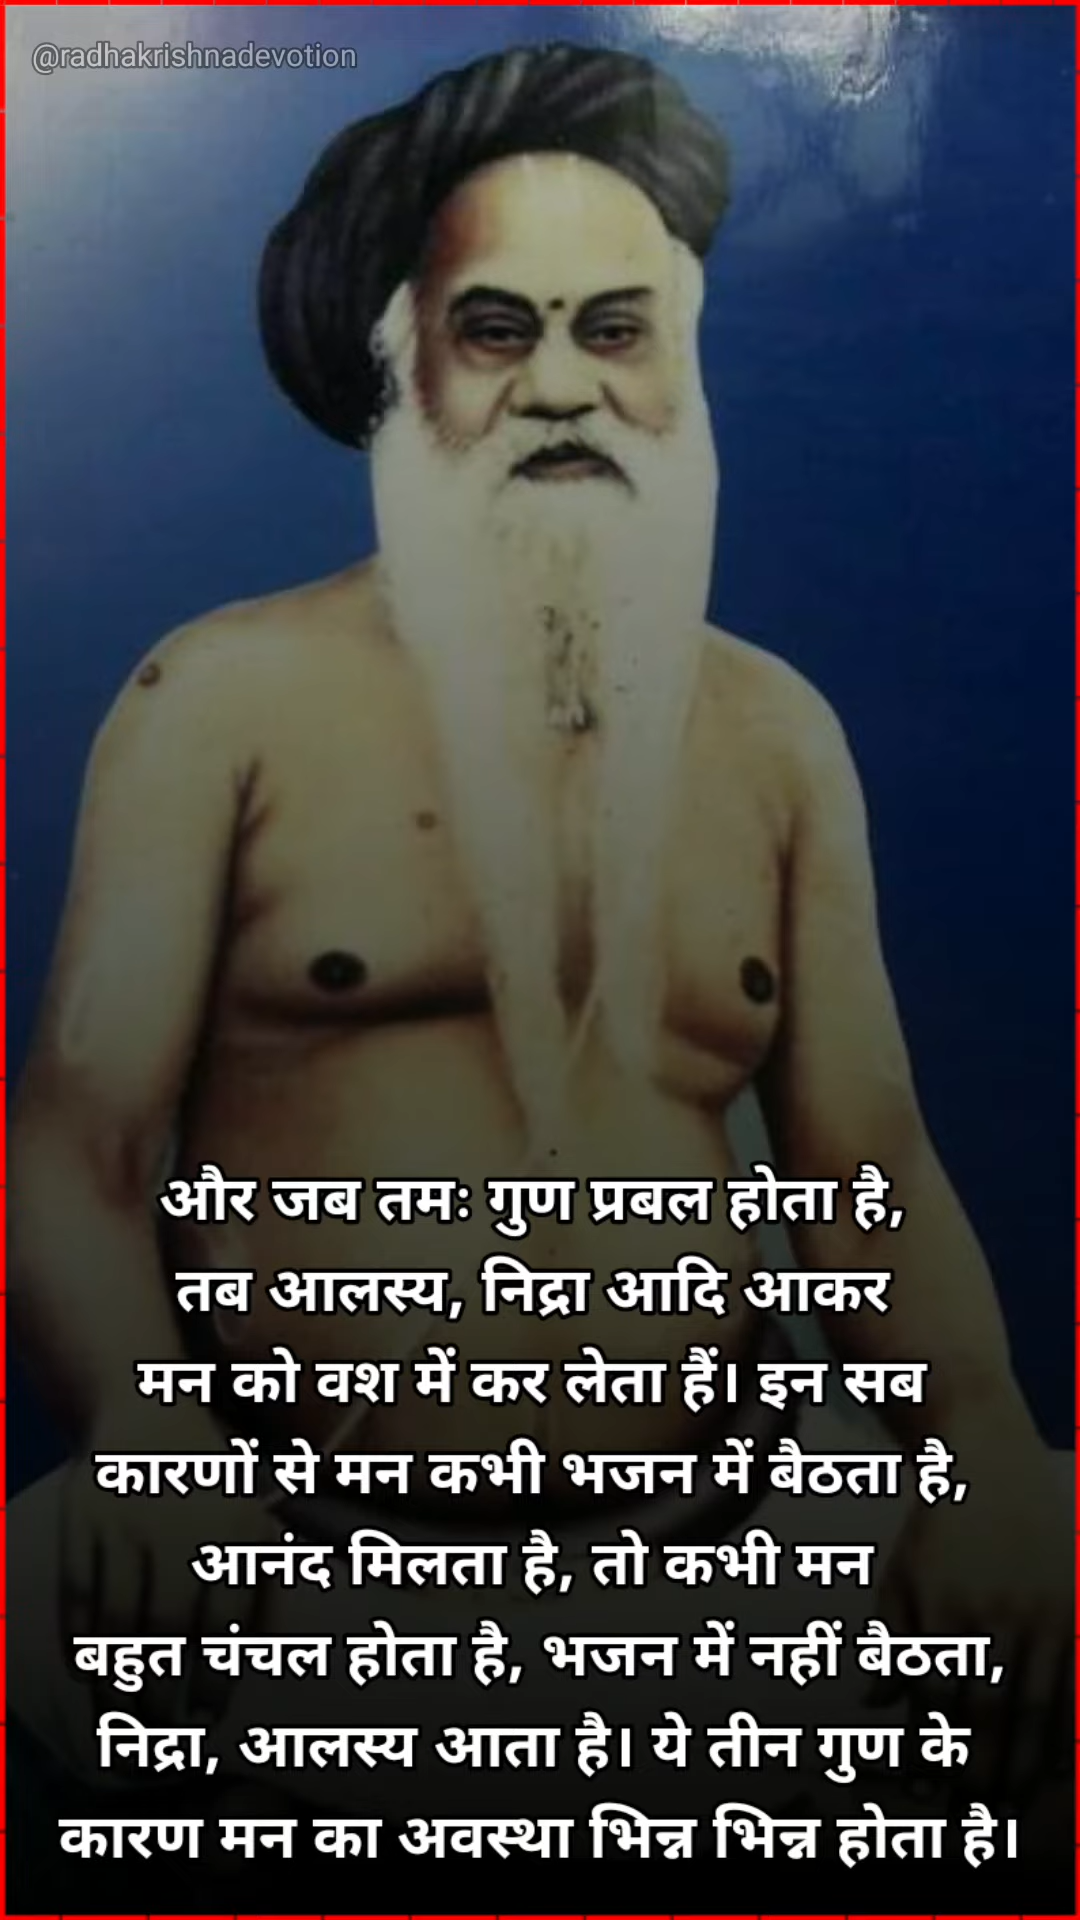 @radhakrishnadevotion
और जब तमः गुण प्रबल होता है,
तब आलस्य, निद्रा आदि आकर
मन को वश में कर लेता हैं। इन सब
कारणों से मन कभी भजन में बैठता है,
आनंद मिलता है, तो कभी मन
बहुत चंचल होता है, भजन में नहीं बैठता,
निद्रा, आलस्य आता है। ये तीन गुण के
कारण मन का अवस्था भिन्न भिन्न होता है।